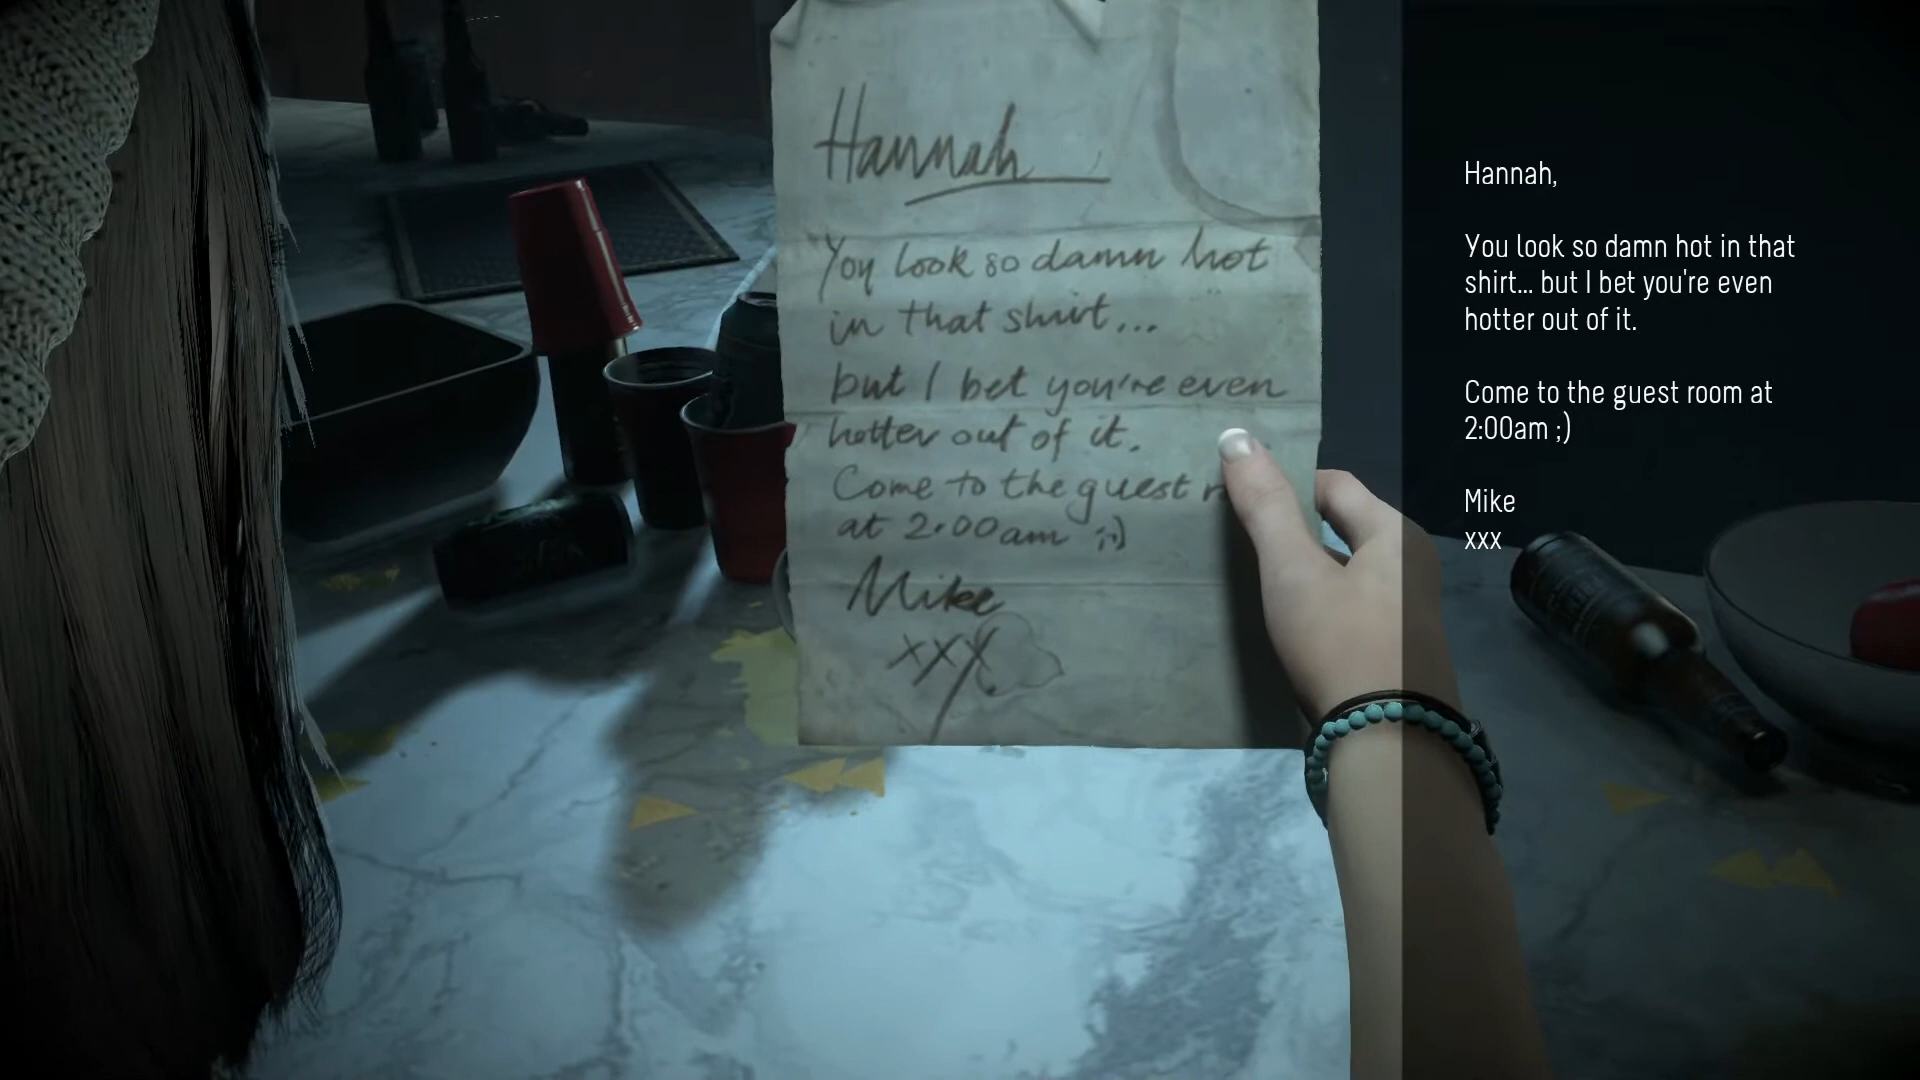 Hannah
You look so damn hot
in that shirt...
but I bet you're even
hotter out of it.
Come to the guest
at 2.00am ;)
Mike
xxx
Hannah,
You look so damn hot in that
shirt... but I bet you're even
hotter out of it.
Come to the guest room at
2:00am ;)
Mike
xxx